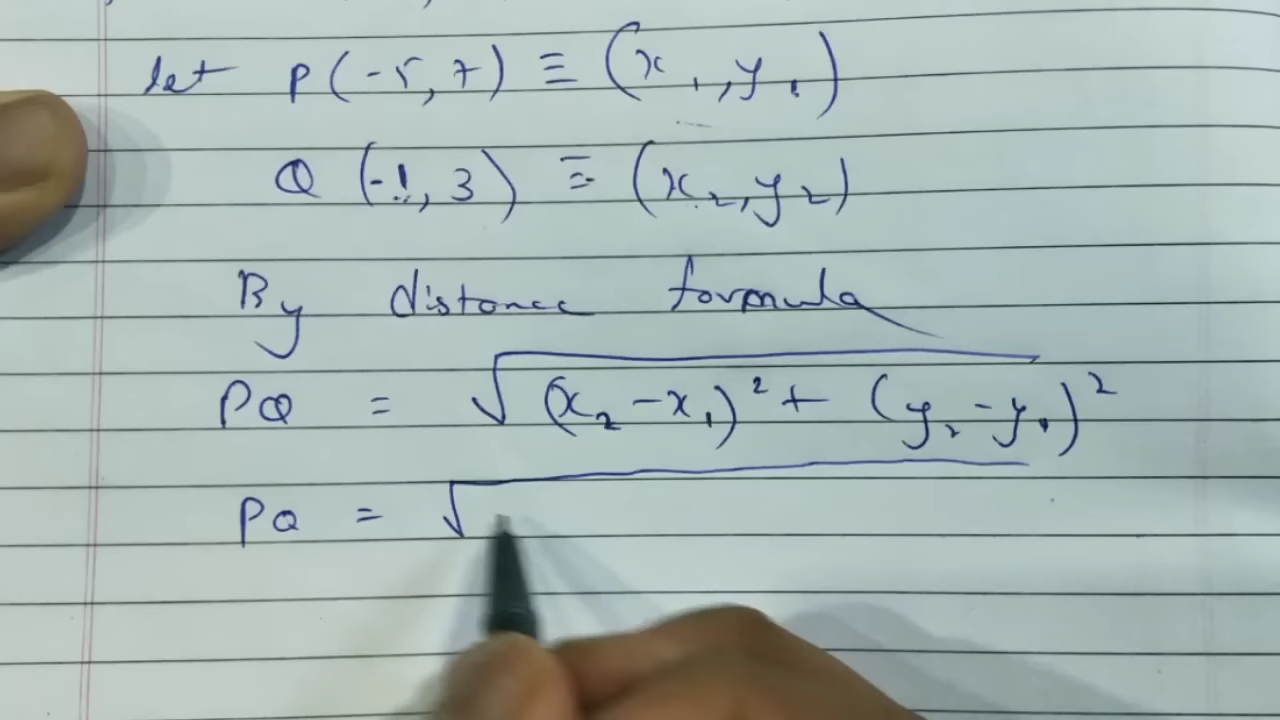 let P(-5, 7) ≡ (x₁, y₁)
Q (-1, 3) ≡ (x₂, y₂)
By distance formula
PQ = √(x₂ - x₁)² + (y₂ - y₁)²
PQ = √